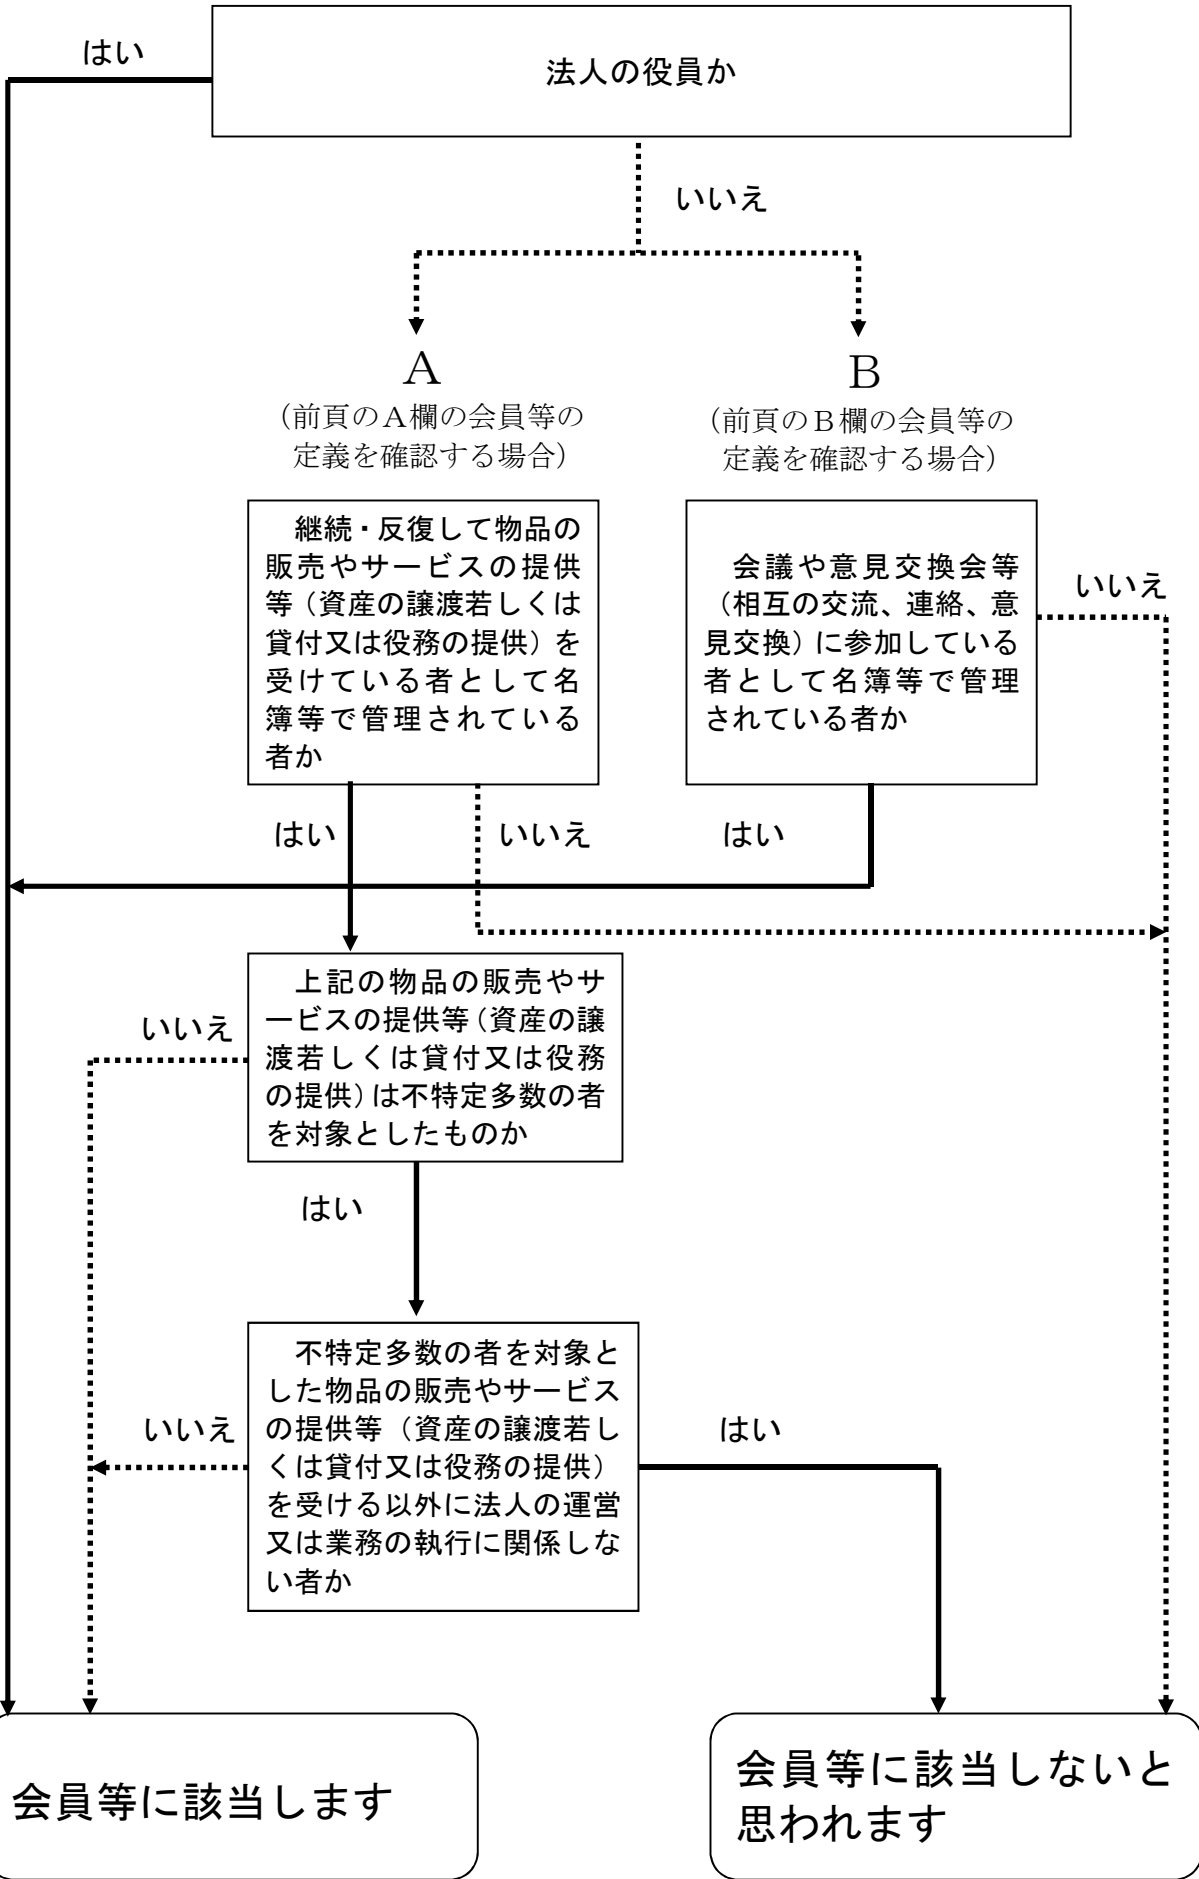 はい
法人の役員か
いいえ
A
(前頁のA欄の会員等の
定義を確認する場合)
B
(前頁のB欄の会員等の
定義を確認する場合)
継続・反復して物品の
販売やサービスの提供
等(資産の譲渡若しくは
貸付又は役務の提供)を
受けている者として名
簿等で管理されている
者か
会議や意見交換会等
(相互の交流、連絡、意
見交換)に参加している
者として名簿等で管理
されている者か
いいえ
はい
いいえ
はい
上記の物品の販売やサ
ービスの提供等(資産の譲
渡若しくは貸付又は役務
の提供)は不特定多数の者
を対象としたものか
いいえ
はい
不特定多数の者を対象と
した物品の販売やサービス
の提供等(資産の譲渡若し
くは貸付又は役務の提供)
を受ける以外に法人の運営
又は業務の執行に関係しな
い者か
いいえ
はい
会員等に該当します
会員等に該当しないと
思われます